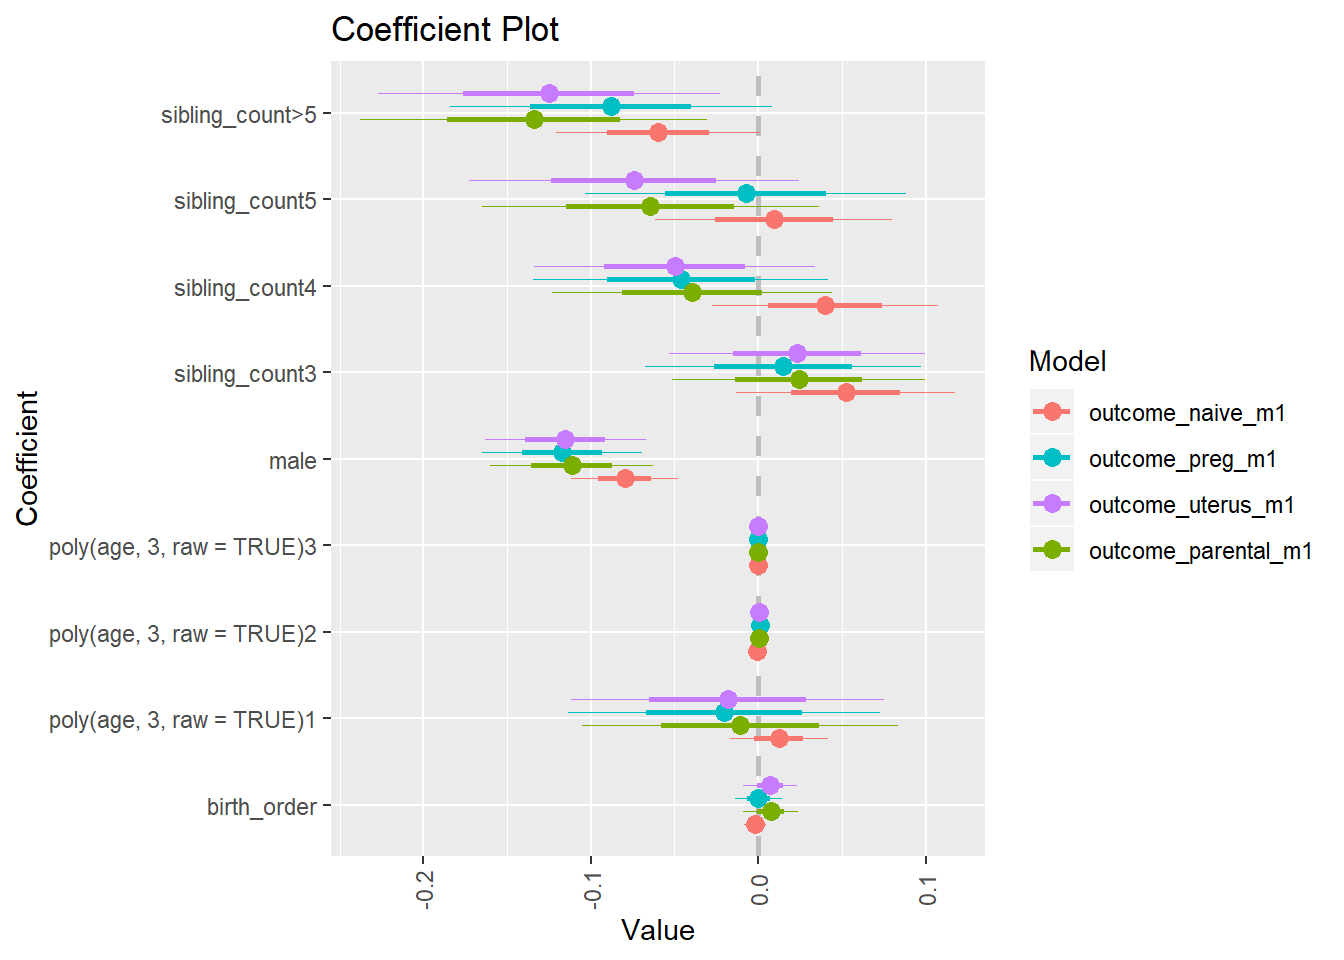 Coefficient Plot
sibling_count>5
sibling_count5
sibling_count4
sibling_count3
male
poly(age, 3, raw = TRUE)3
poly(age, 3, raw = TRUE)2
poly(age, 3, raw = TRUE)1
birth_order
Coefficient
-0.2
-0.1
0.0
0.1
Value
Model
outcome_naive_m1
outcome_preg_m1
outcome_uterus_m1
outcome_parental_m1